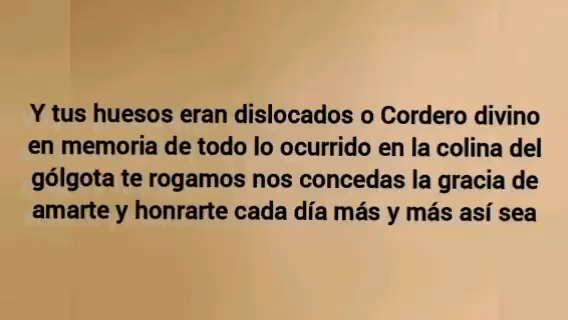 Y tus huesos eran dislocados o Cordero divino
en memoria de todo lo ocurrido en la colina del
gólgota te rogamos nos concedas la gracia de
amarte y honrarte cada día más y más así sea